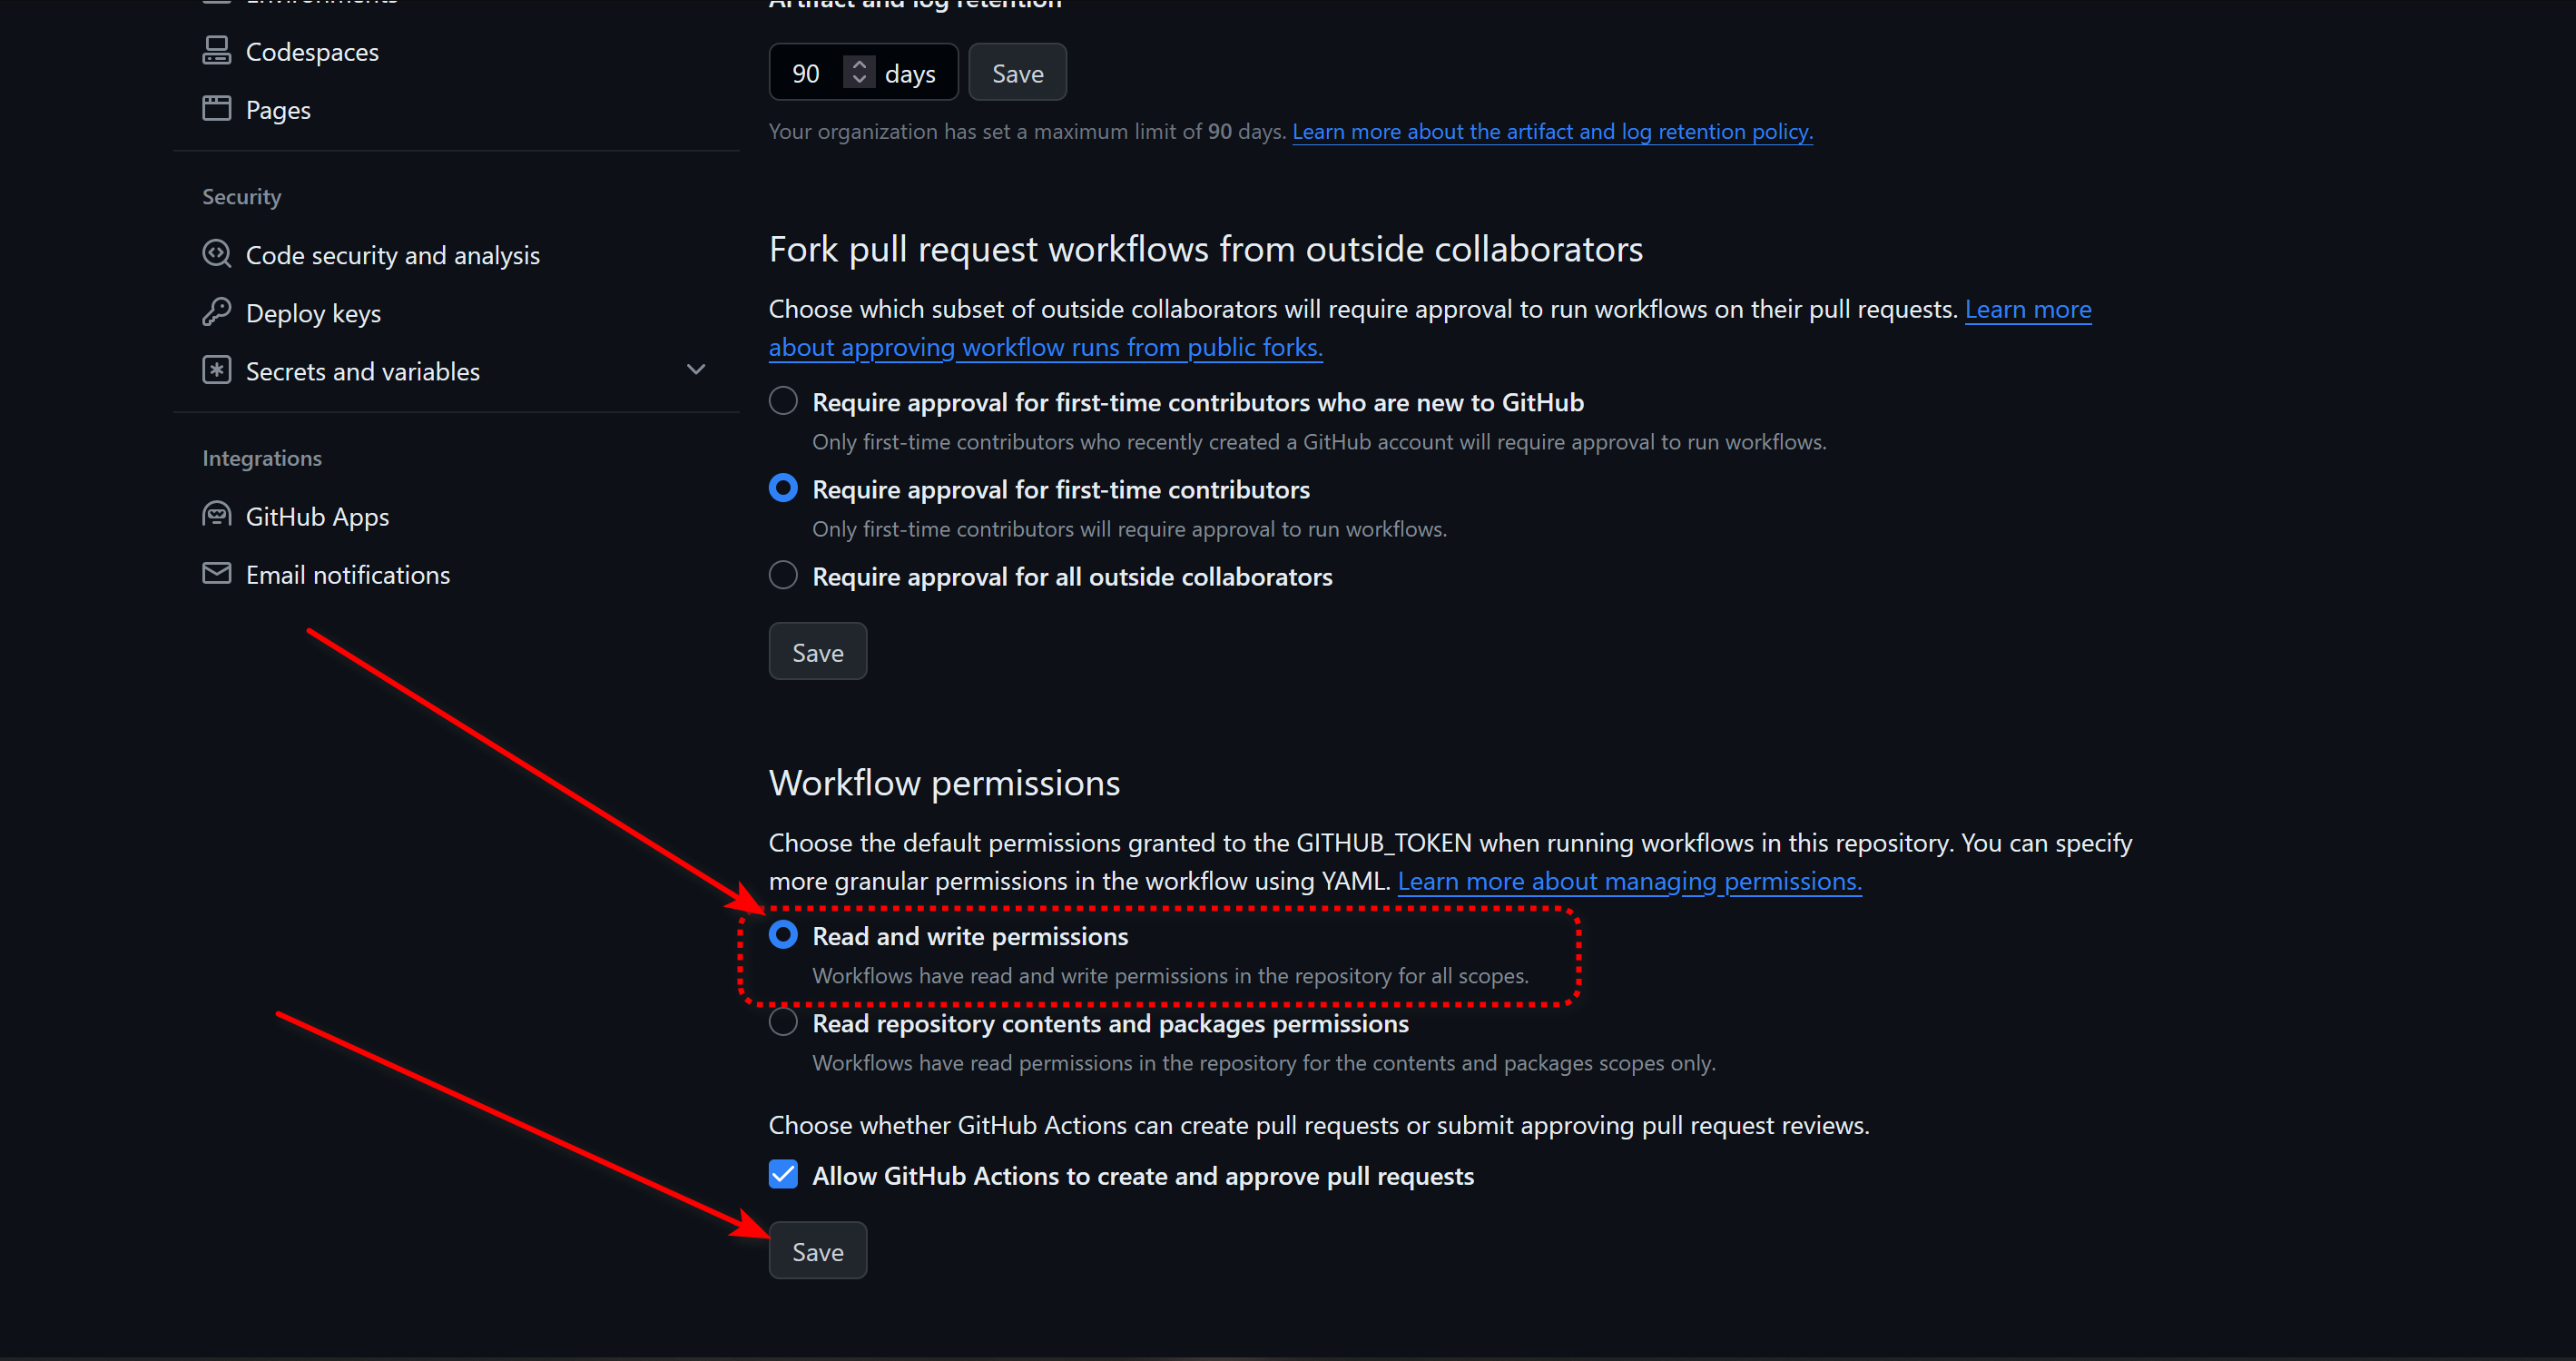 Environments
Codespaces
Pages
Security
Code security and analysis
Deploy keys
Secrets and variables
Integrations
GitHub Apps
Email notifications
Artifact and log retention
90 days Save
Your organization has set a maximum limit of 90 days. Learn more about the artifact and log retention policy.
Fork pull request workflows from outside collaborators
Choose which subset of outside collaborators will require approval to run workflows on their pull requests. Learn more
about approving workflow runs from public forks.
Require approval for first-time contributors who are new to GitHub
Only first-time contributors who recently created a GitHub account will require approval to run workflows.
Require approval for first-time contributors
Only first-time contributors will require approval to run workflows.
Require approval for all outside collaborators
Save
Workflow permissions
Choose the default permissions granted to the GITHUB_TOKEN when running workflows in this repository. You can specify
more granular permissions in the workflow using YAML. Learn more about managing permissions.
Read and write permissions
Workflows have read and write permissions in the repository for all scopes.
Read repository contents and packages permissions
Workflows have read permissions in the repository for the contents and packages scopes only.
Choose whether GitHub Actions can create pull requests or submit approving pull request reviews.
Allow GitHub Actions to create and approve pull requests
Save